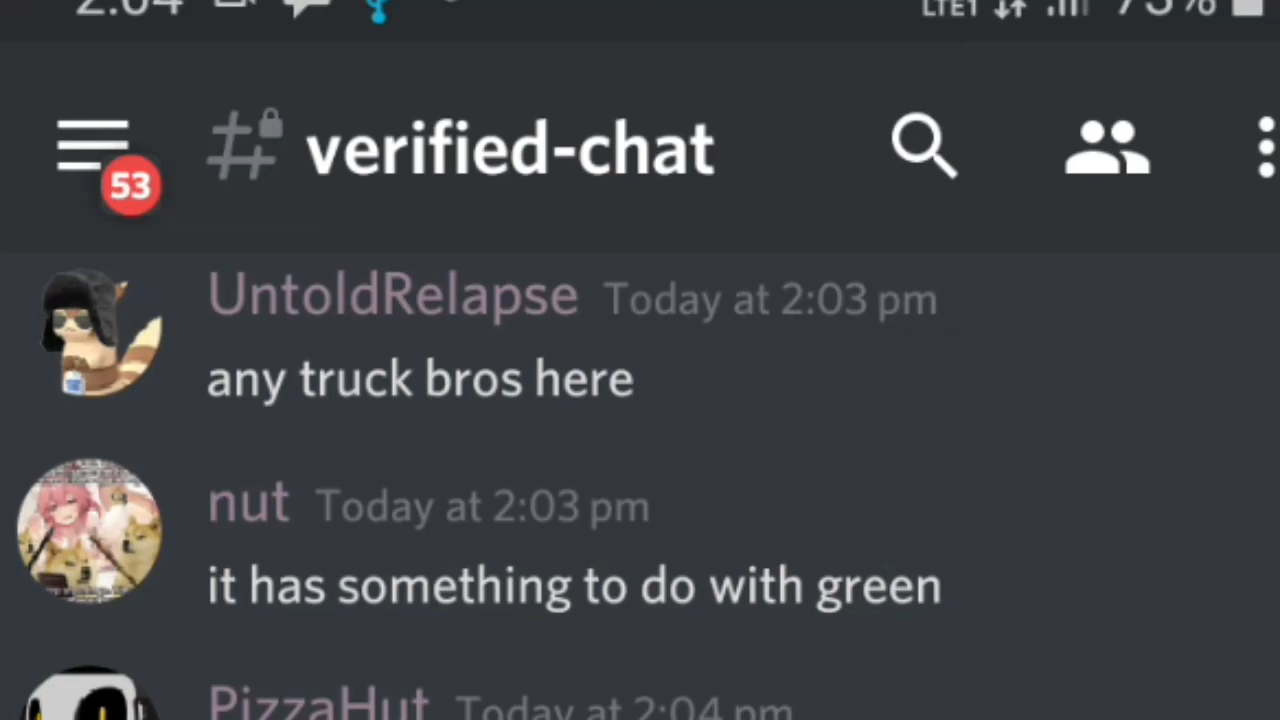 2:04 LTE1 73%
53 verified-chat
UntoldRelapse Today at 2:03 pm
any truck bros here
nut Today at 2:03 pm
it has something to do with green
PizzaHut Today at 2:04 pm